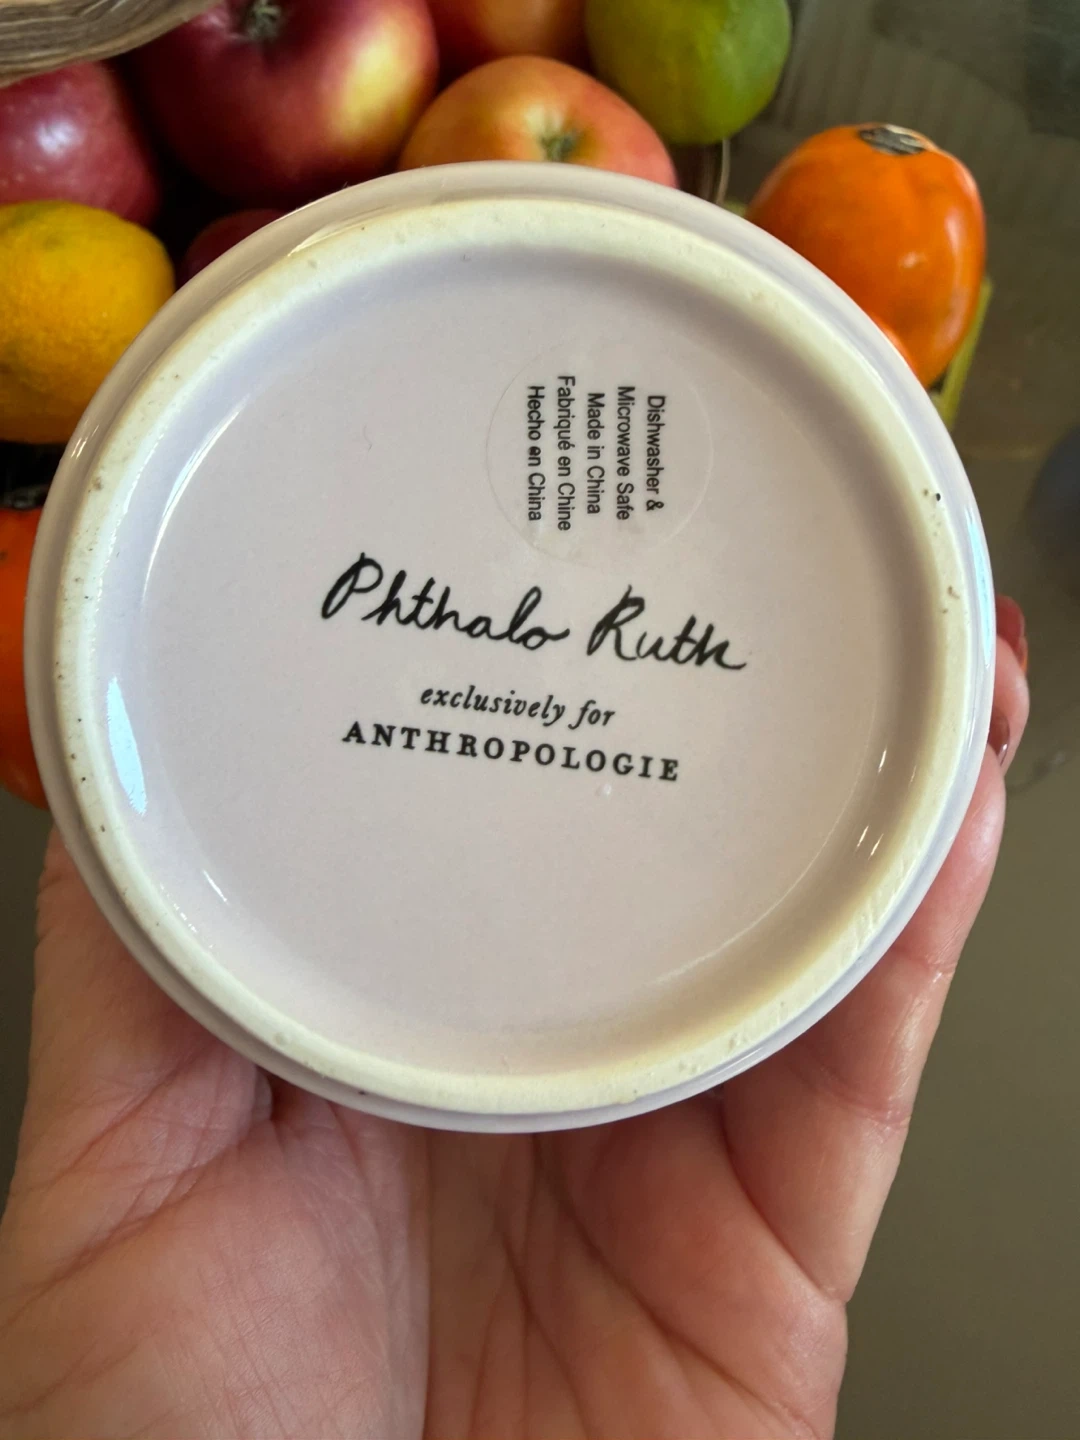 Dishwasher &
Microwave Safe
Made in China
Fabriqué en Chine
Hecho en China
Phthalo Ruth
exclusively for
ANTHROPOLOGIE